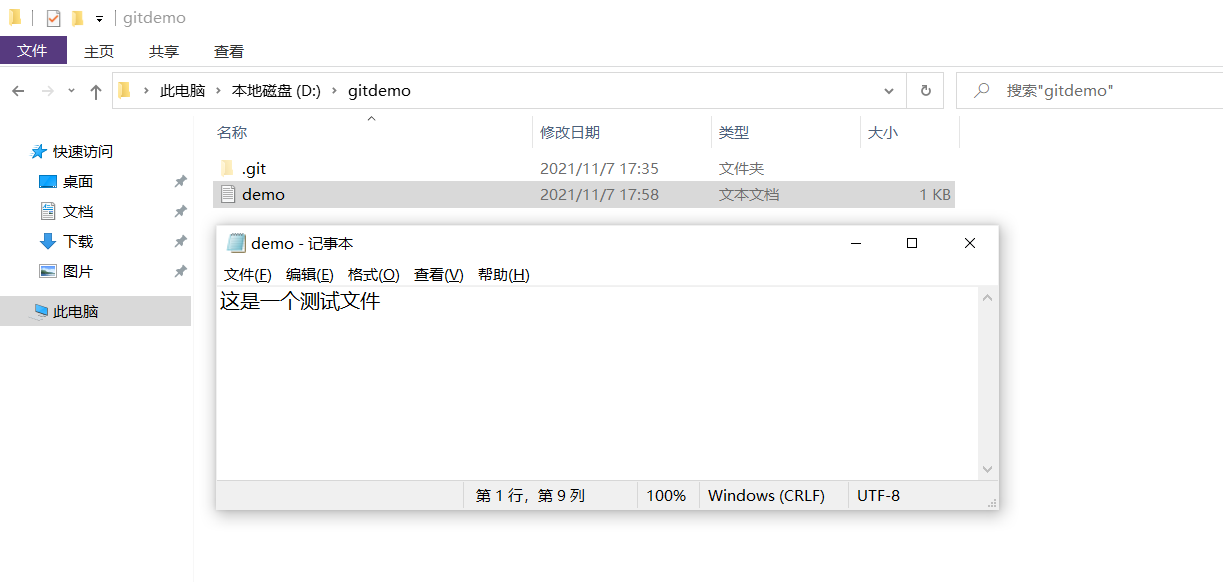 gitdemo
文件 主页 共享 查看
此电脑 本地磁盘 (D:) gitdemo 搜索"gitdemo"
名称 修改日期 类型 大小
快速访问
桌面
文档
下载
图片
此电脑
.git 2021/11/7 17:35 文件夹
demo 2021/11/7 17:58 文本文档 1 KB
demo - 记事本
文件(F) 编辑(E) 格式(O) 查看(V) 帮助(H)
这是一个测试文件
第 1 行，第 9 列 100% Windows (CRLF) UTF-8